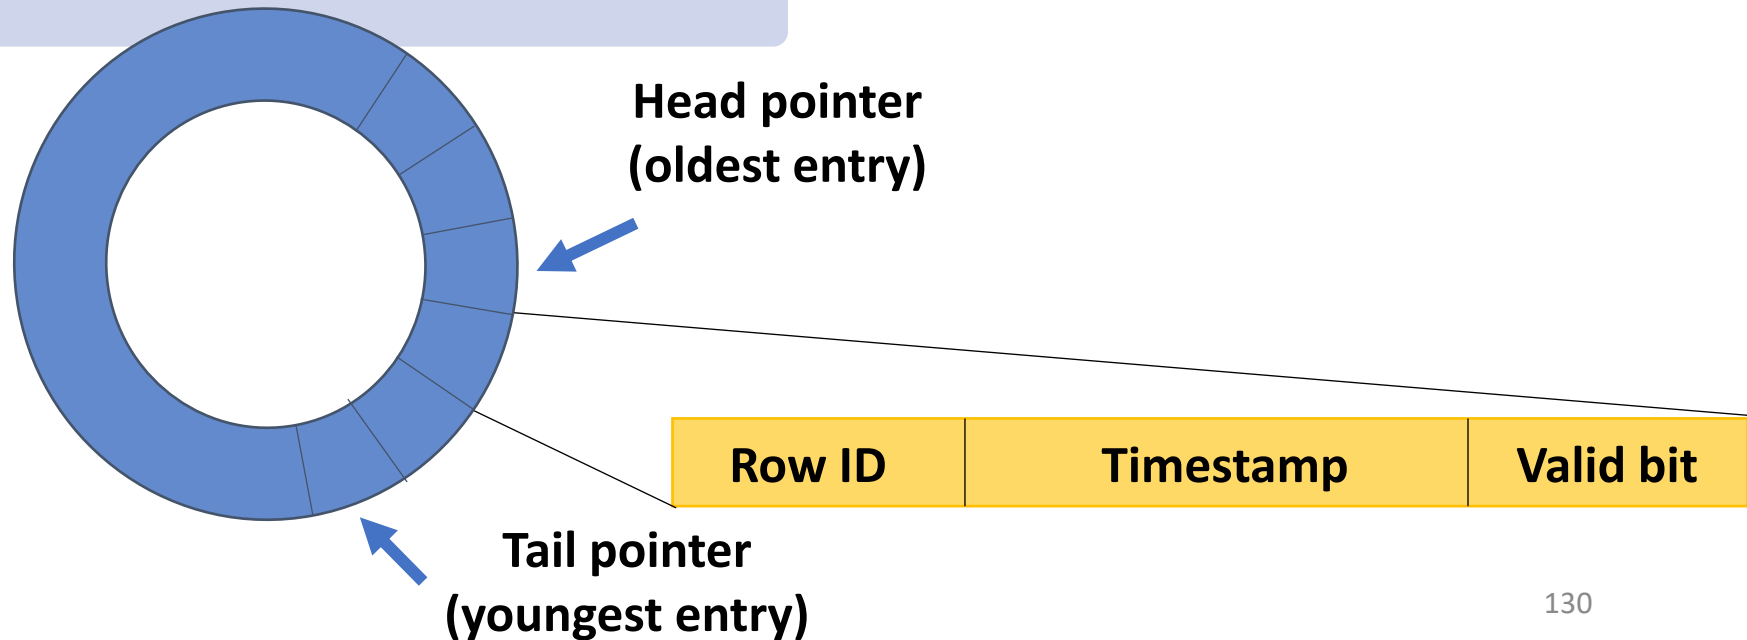 Head pointer
(oldest entry)
Row ID
Timestamp
Valid bit
Tail pointer
(youngest entry)
130